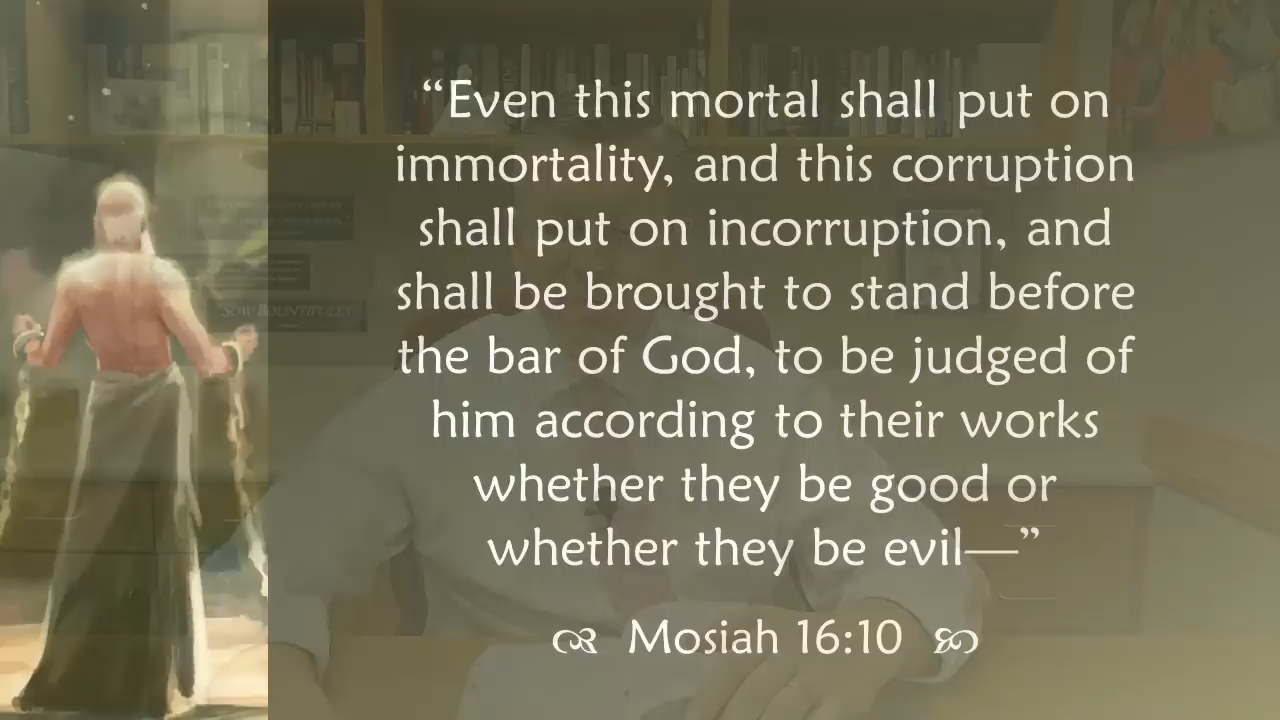 “Even this mortal shall put on
immortality, and this corruption
shall put on incorruption, and
shall be brought to stand before
the bar of God, to be judged of
him according to their works
whether they be good or
whether they be evil—”
Mosiah 16:10
"SOW BOUNTIFULLY"